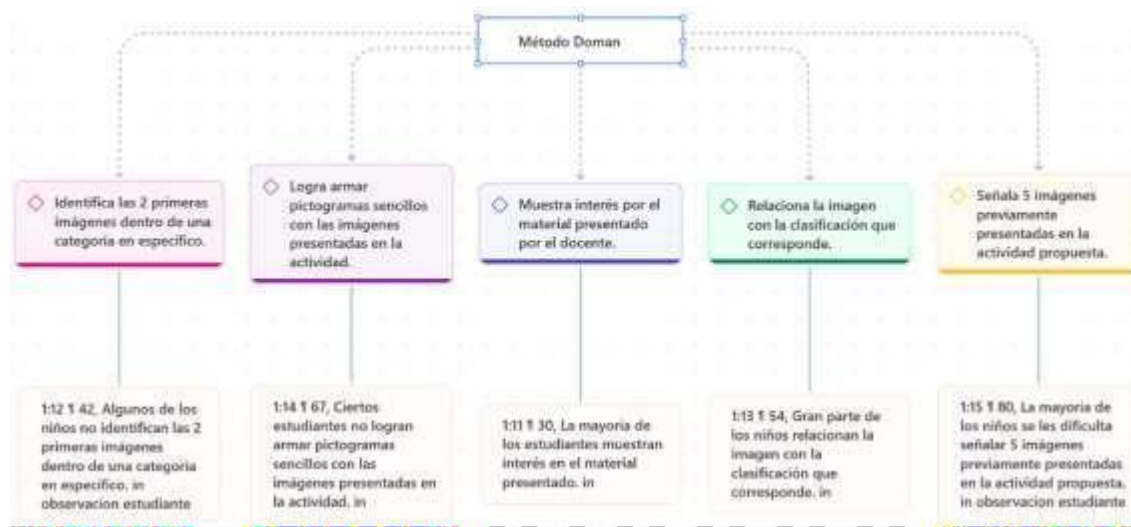 Método Doman
Identifica las 2 primeras
imágenes dentro de una
categoría en específico.
Logra armar
pictogramas sencillos
con las imágenes
presentadas en la
actividad.
Muestra interés por el
material presentado
por el docente.
Relaciona la imagen
con la clasificación que
corresponde.
Señala 5 imágenes
previamente
presentadas en la
actividad propuesta.
1:12 ¶ 42, Algunos de los
niños no identifican las 2
primeras imágenes
dentro de una categoría
en específico. in
observacion estudiante
1:14 ¶ 67, Ciertos
estudiantes no logran
armar pictogramas
sencillos con las
imágenes presentadas en
la actividad. in
1:11 ¶ 30, La mayoría de
los estudiantes muestran
interés en el material
presentado. in
1:13 ¶ 54, Gran parte de
los niños relacionan la
imagen con la
clasificación que
corresponde. in
1:15 ¶ 80, La mayoría de
los niños se les dificulta
señalar 5 imágenes
previamente presentadas
en la actividad propuesta.
in observacion estudiante